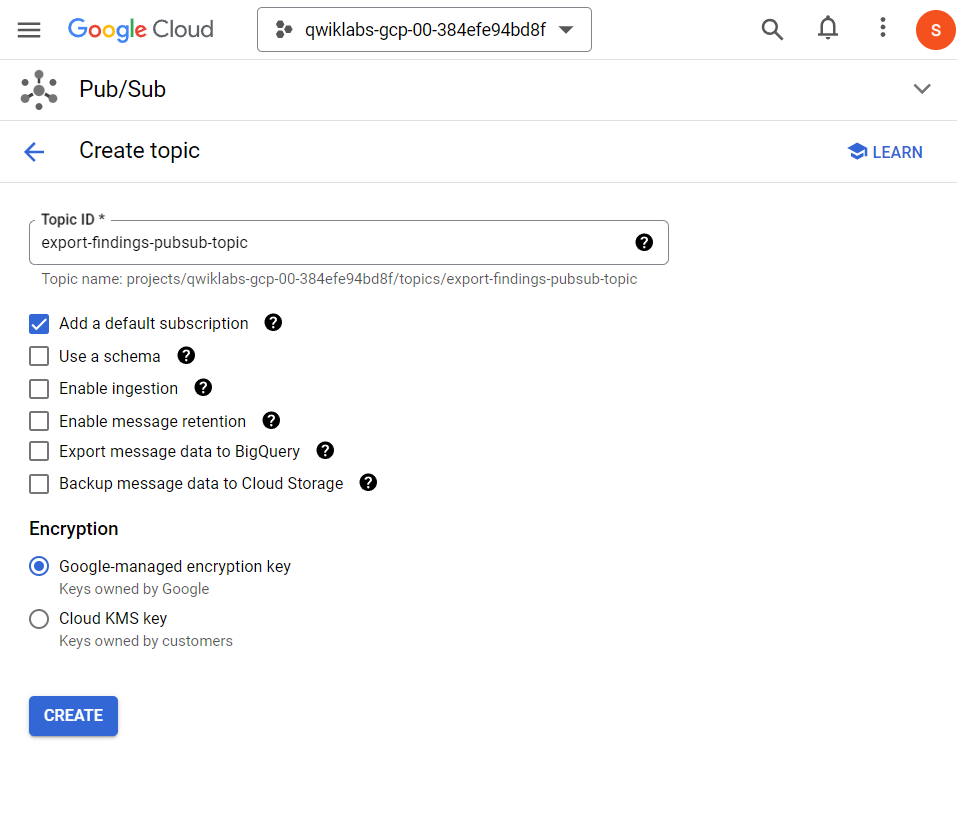 Google Cloud
qwiklabs-gcp-00-384efe94bd8f
S
Pub/Sub
Create topic
LEARN
Topic ID *
export-findings-pubsub-topic
Topic name: projects/qwiklabs-gcp-00-384efe94bd8f/topics/export-findings-pubsub-topic
Add a default subscription
Use a schema
Enable ingestion
Enable message retention
Export message data to BigQuery
Backup message data to Cloud Storage
Encryption
Google-managed encryption key
Keys owned by Google
Cloud KMS key
Keys owned by customers
CREATE